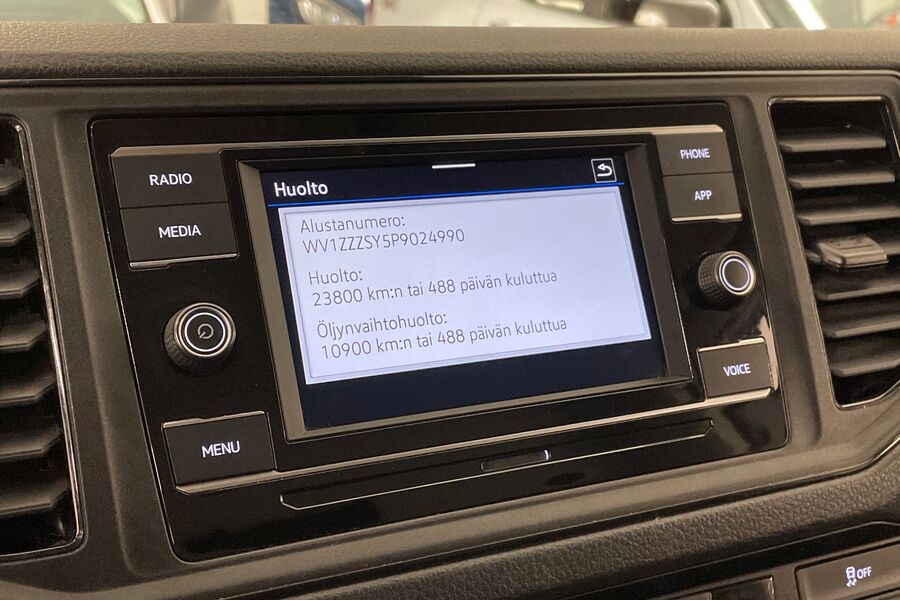 RADIO
MEDIA
MENU
Huolto
Alustanumero:
WV1ZZZSY5P9024990
Huolto:
23800 km:n tai 488 päivän kuluttua
Öljynvaihtohuolto:
10900 km:n tai 488 päivän kuluttua
PHONE
APP
VOICE
OFF